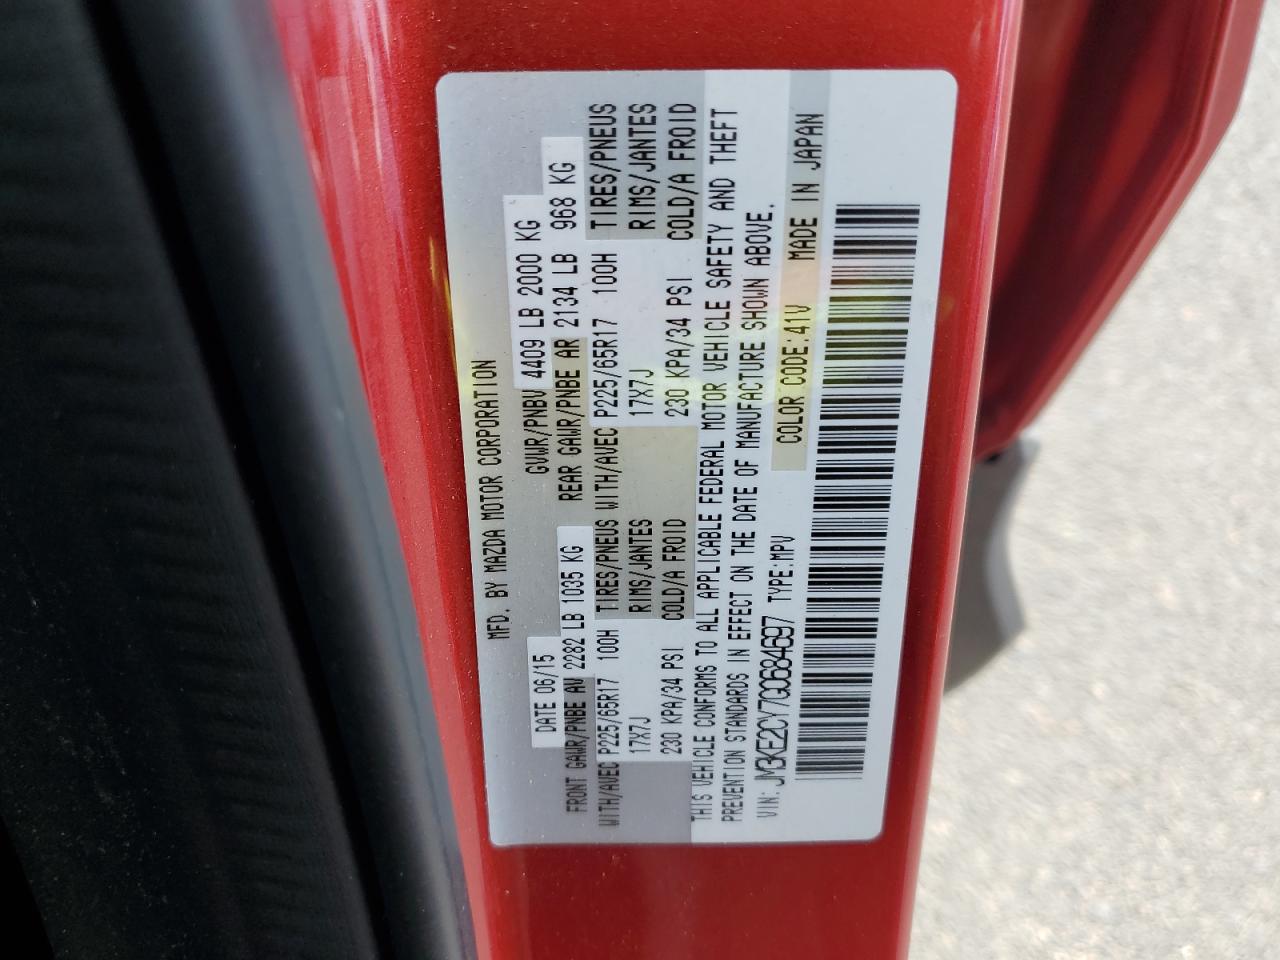 MFD. BY MAZDA MOTOR CORPORATION
DATE 06/15 GVWR/PNBV 4409 LB 2000 KG
FRONT GAWR/PNBE AV 2282 LB 1035 KG REAR GAWR/PNBE AR 2134 LB 968 KG
WITH/AVEC P225/65R17 100H TIRES/PNEUS WITH/AVEC P225/65R17 100H TIRES/PNEUS
17X7J RIMS/JANTES 17X7J RIMS/JANTES
230 KPA/34 PSI COLD/A FROID 230 KPA/34 PSI COLD/A FROID
THIS VEHICLE CONFORMS TO ALL APPLICABLE FEDERAL MOTOR VEHICLE SAFETY AND THEFT
PREVENTION STANDARDS IN EFFECT ON THE DATE OF MANUFACTURE SHOWN ABOVE.
VIN: JM3KE2CY7G0684697 TYPE:MPV COLOR CODE:41V MADE IN JAPAN